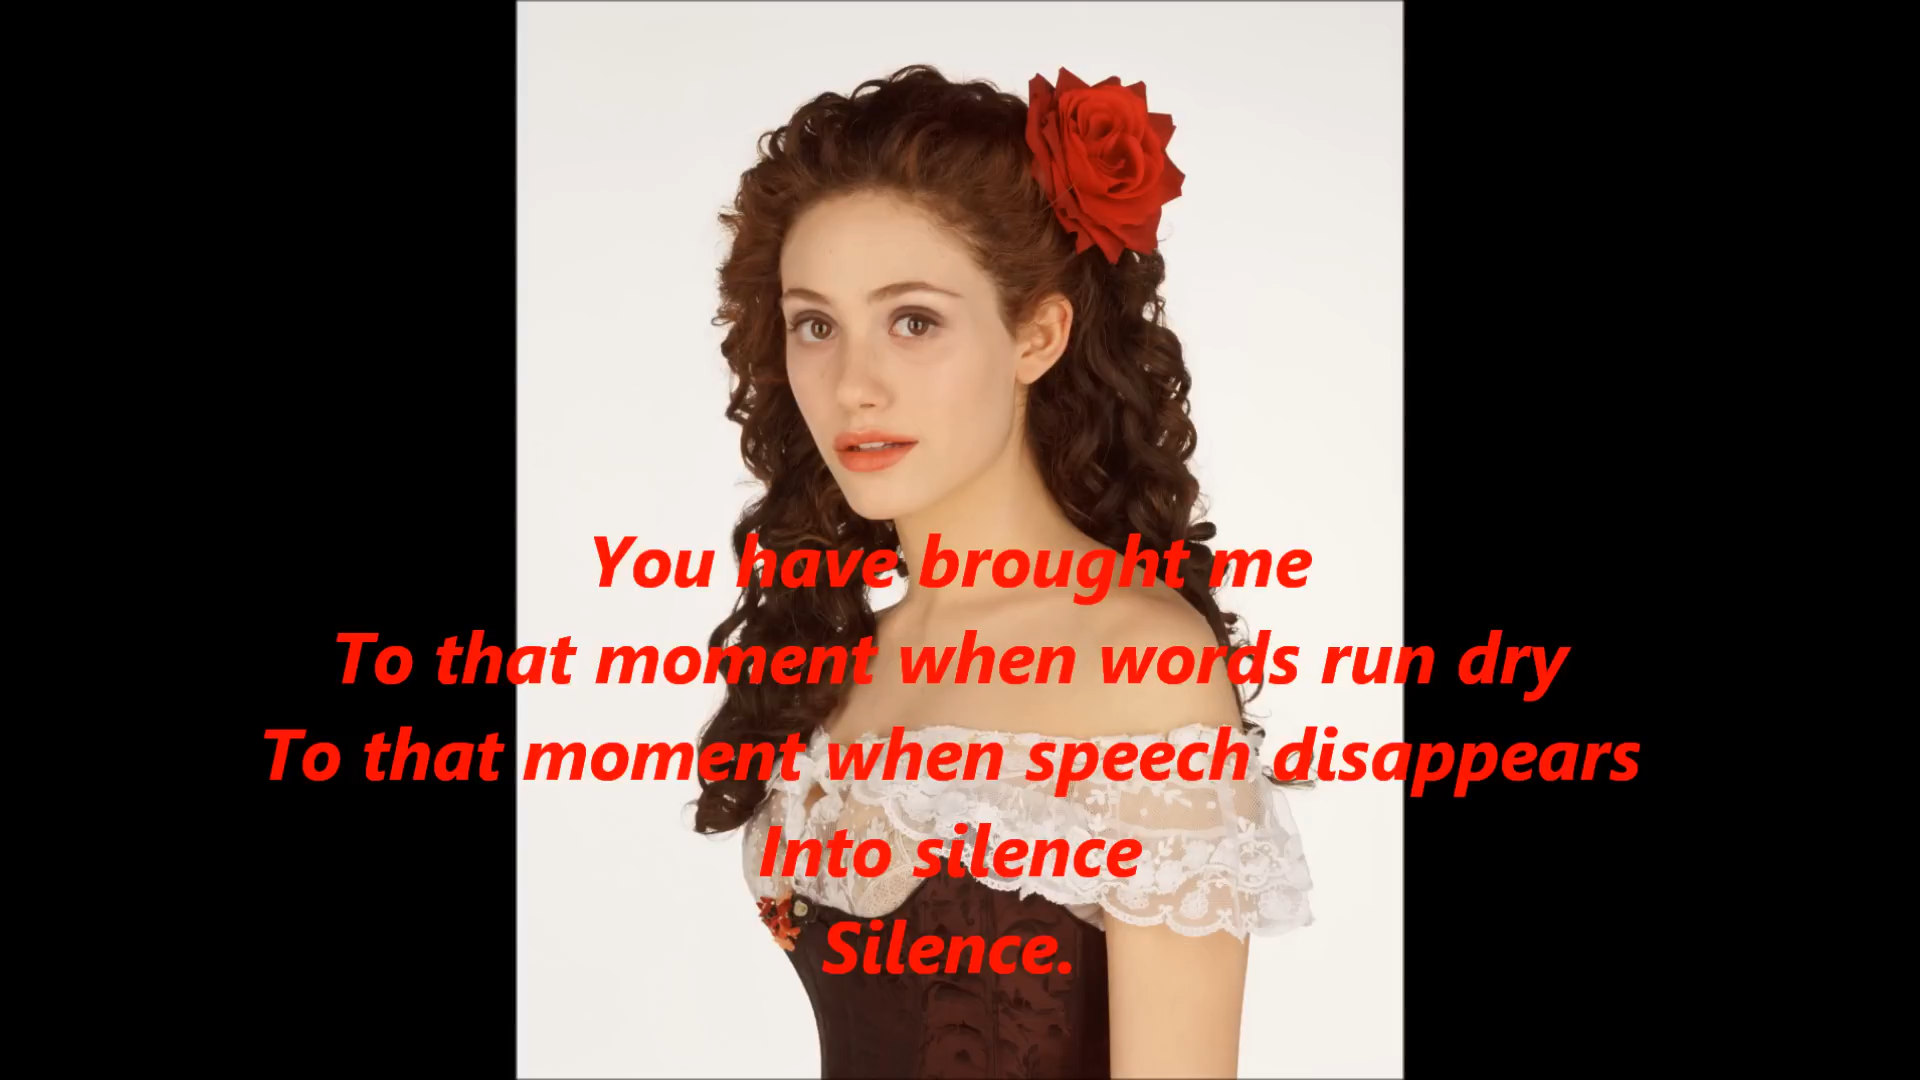 You have brought me
To that moment when words run dry
To that moment when speech disappears
Into silence
Silence.